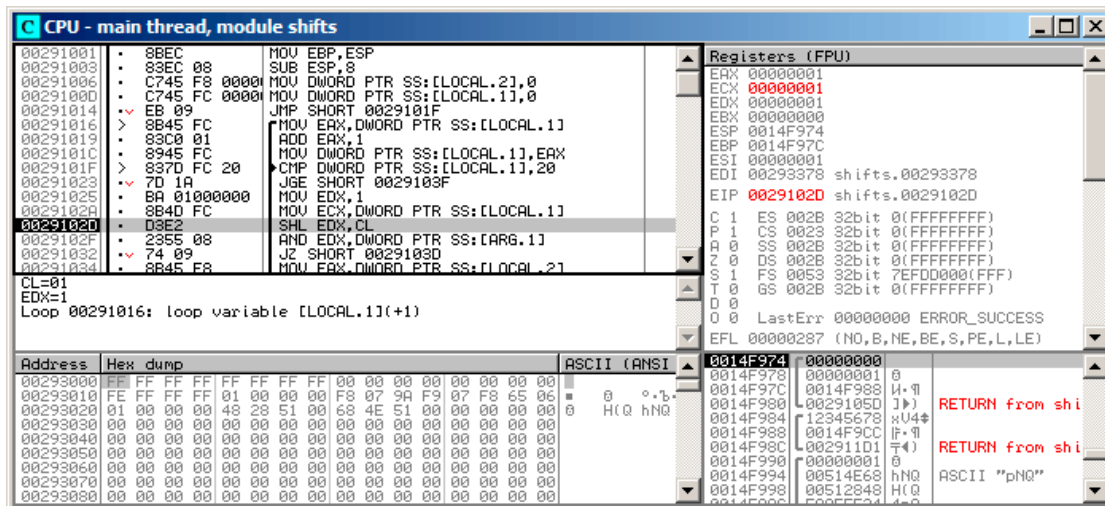 CPU - main thread, module shifts
00291001 · 8BEC MOV EBP,ESP
00291003 · 83EC 08 SUB ESP,8
00291006 · C745 F8 0000 MOV DWORD PTR SS:[LOCAL.2],0
0029100D · C745 FC 0000 MOV DWORD PTR SS:[LOCAL.1],0
00291014 · EB 09 JMP SHORT 0029101F
00291016 > 8B45 FC MOV EAX,DWORD PTR SS:[LOCAL.1]
00291019 · 83C0 01 ADD EAX,1
0029101C · 8945 FC MOV DWORD PTR SS:[LOCAL.1],EAX
0029101F > 837D FC 20 CMP DWORD PTR SS:[LOCAL.1],20
00291023 · 7D 1A JGE SHORT 0029103F
00291025 · BA 01000000 MOV EDX,1
0029102A · 8B4D FC MOV ECX,DWORD PTR SS:[LOCAL.1]
0029102D · D3E2 SHL EDX,CL
0029102F · 2355 08 AND EDX,DWORD PTR SS:[ARG.1]
00291032 · 74 09 JZ SHORT 0029103D
00291034 · 8B45 F8 MOV EAX,DWORD PTR SS:[LOCAL.2]
CL=01
EDX=1
Loop 00291016: loop variable [LOCAL.1](+1)
Registers (FPU)
EAX 00000001
ECX 00000001
EDX 00000001
EBX 00000000
ESP 0014F974
EBP 0014F97C
ESI 00000001
EDI 00293378 shifts.00293378
EIP 0029102D shifts.0029102D
C 1 ES 002B 32bit 0(FFFFFFFF)
P 1 CS 0023 32bit 0(FFFFFFFF)
A 0 SS 002B 32bit 0(FFFFFFFF)
Z 0 DS 002B 32bit 0(FFFFFFFF)
S 1 FS 0053 32bit 7EFDD000(FFF)
T 0 GS 002B 32bit 0(FFFFFFFF)
D 0
O 0 LastErr 00000000 ERROR_SUCCESS
EFL 00000287 (NO,B,NE,BE,S,PE,L,LE)
Address Hex dump ASCII (ANSI
00293000 FF FF FF FF FF FF FF FF 00 00 00 00 00 00 00 00
00293010 FE FF FF FF 01 00 00 00 F8 07 9A F9 07 F8 65 06
00293020 01 00 00 00 48 28 51 00 68 4E 51 00 00 00 00 00 H(Q hNQ
00293030 00 00 00 00 00 00 00 00 00 00 00 00 00 00 00 00
00293040 00 00 00 00 00 00 00 00 00 00 00 00 00 00 00 00
00293050 00 00 00 00 00 00 00 00 00 00 00 00 00 00 00 00
00293060 00 00 00 00 00 00 00 00 00 00 00 00 00 00 00 00
00293070 00 00 00 00 00 00 00 00 00 00 00 00 00 00 00 00
00293080 00 00 00 00 00 00 00 00 00 00 00 00 00 00 00 00
0014F974 00000000
0014F978 00000001
0014F97C 0014F988
0014F980 0029105D RETURN from shi
0014F984 12345678 xV4
0014F988 0014F9CC
0014F98C 002911D1 RETURN from shi
0014F990 00000001
0014F994 00514E68 hNQ ASCII "pNQ"
0014F998 00512848 H(Q